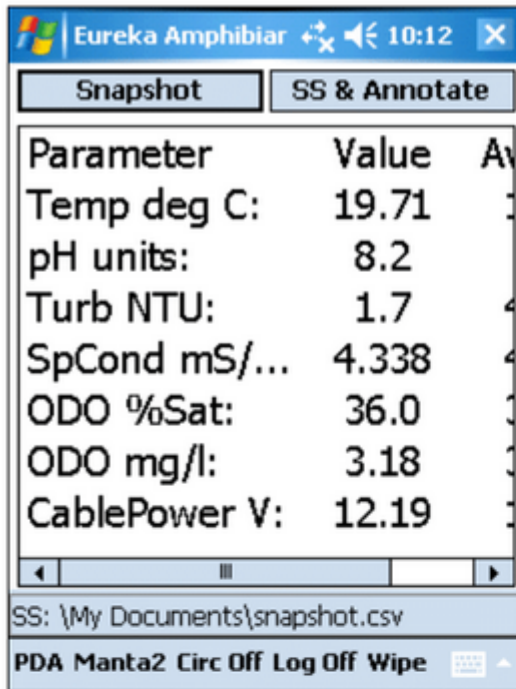 Eureka Amphibiar 10:12
Snapshot SS & Annotate
Parameter Value Av
Temp deg C: 19.71
pH units: 8.2
Turb NTU: 1.7
SpCond mS/... 4.338
ODO %Sat: 36.0
ODO mg/l: 3.18
CablePower V: 12.19
SS: \My Documents\snapshot.csv
PDA Manta2 Circ Off Log Off Wipe